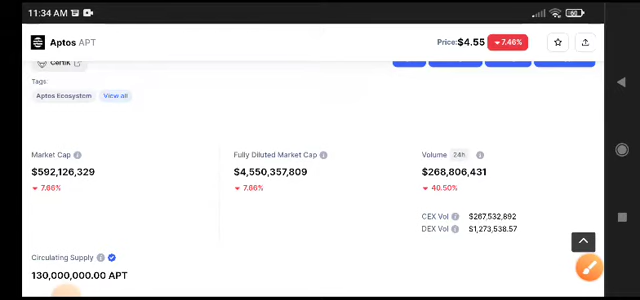 11:34 AM
Aptos APT
Price: $4.55 7.46%
Certik
Tags:
Aptos Ecosystem View all
Market Cap
$592,126,329
7.66%
Fully Diluted Market Cap
$4,550,357,809
7.66%
Volume 24h
$268,806,431
40.50%
CEX Vol $267,532,892
DEX Vol $1,273,538.57
Circulating Supply
130,000,000.00 APT